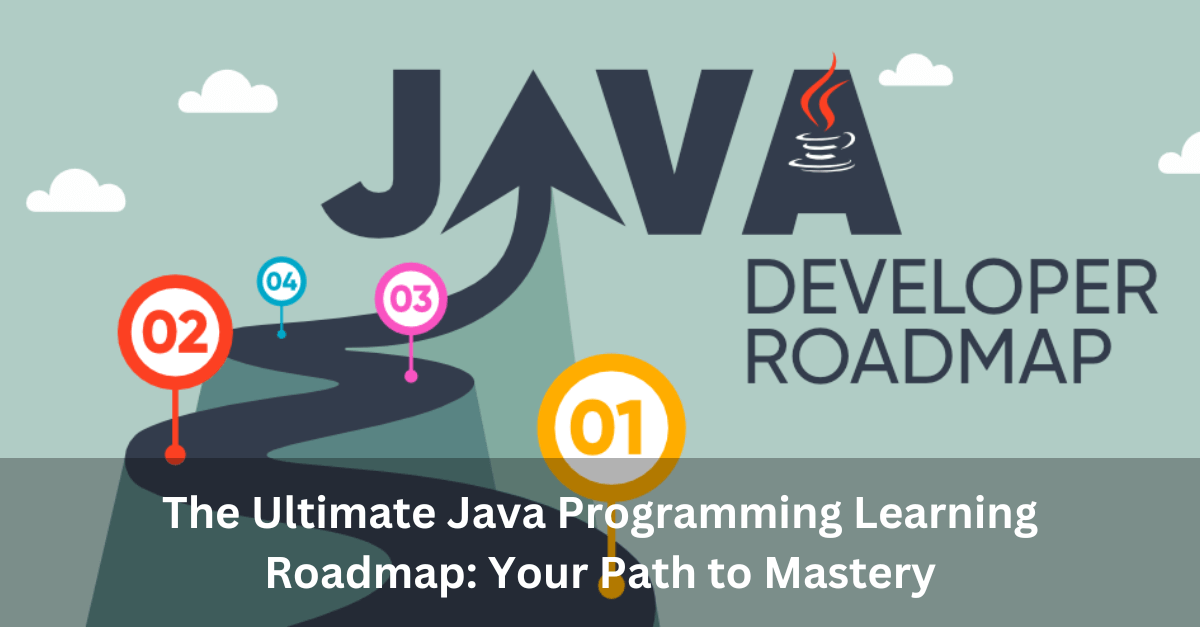 JAVA
DEVELOPER
ROADMAP
04
03
02
01
The Ultimate Java Programming Learning
Roadmap: Your Path to Mastery